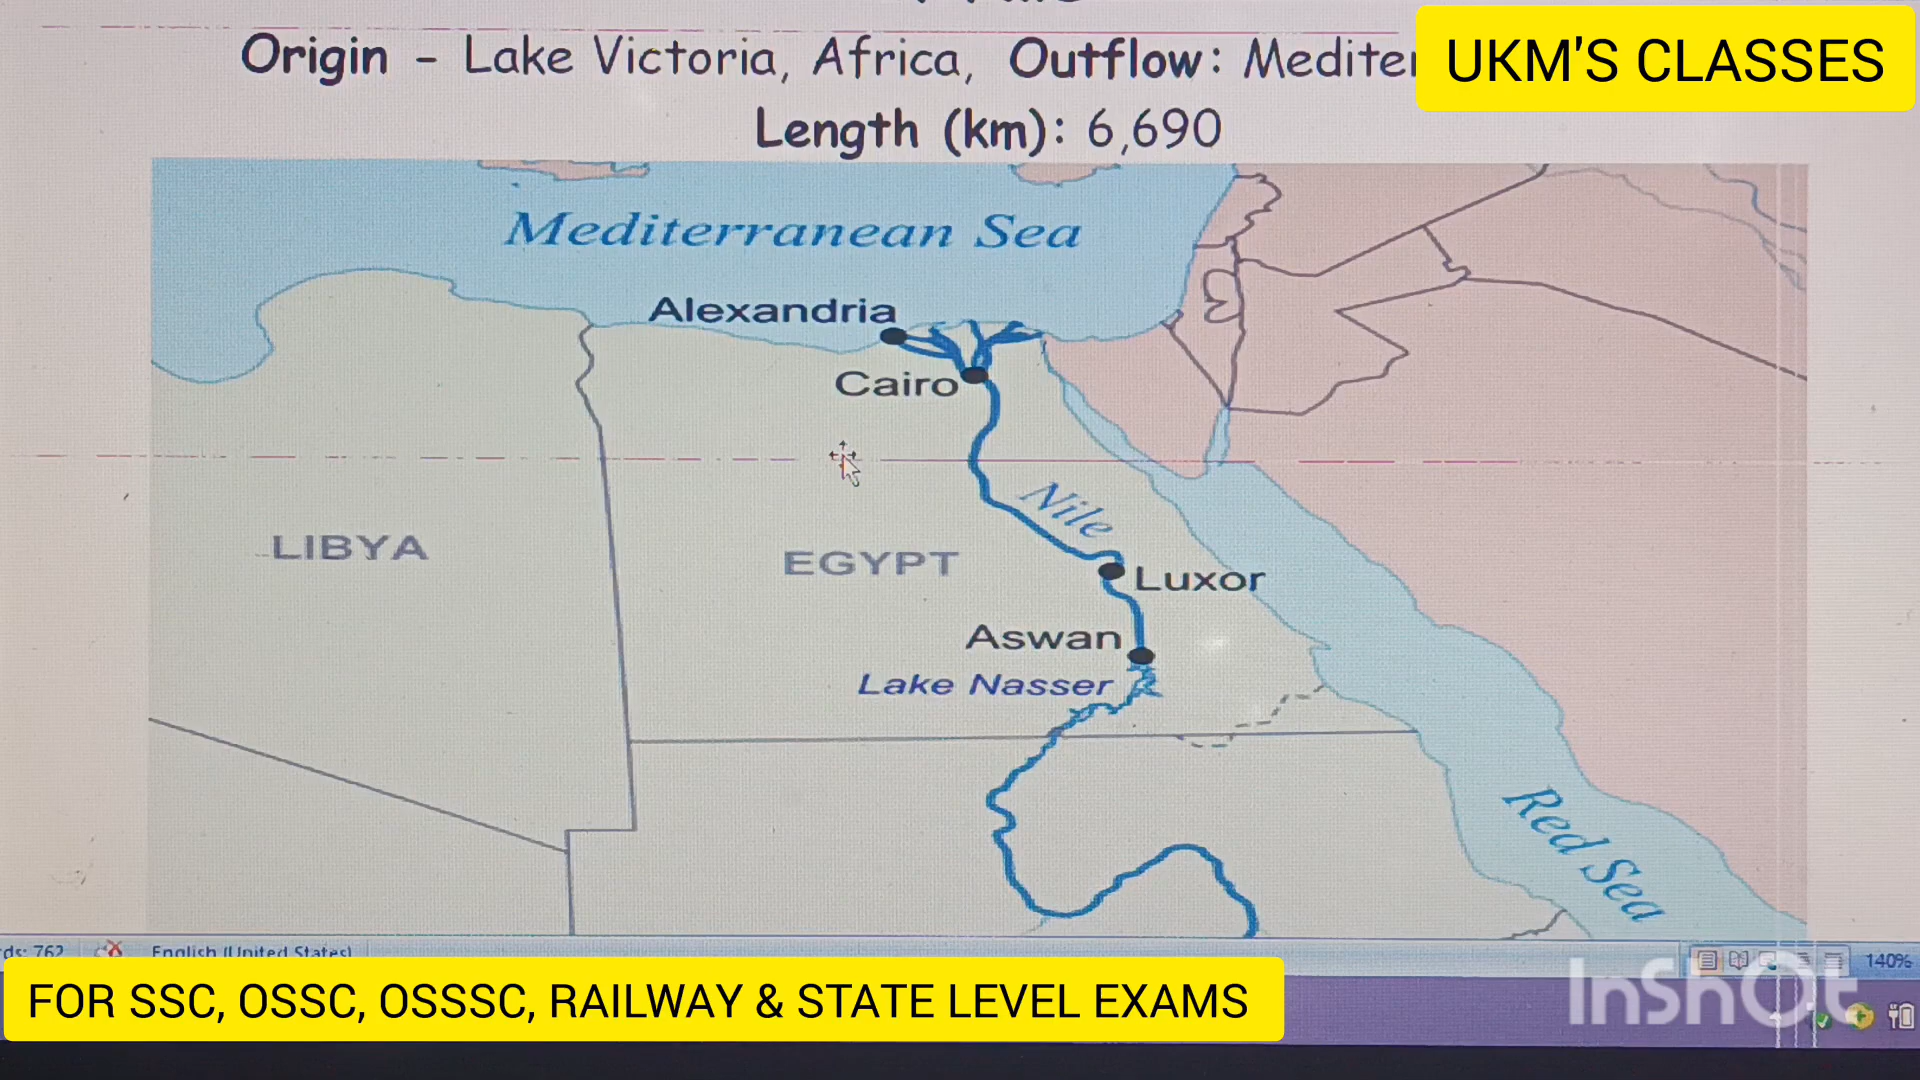 Origin - Lake Victoria, Africa, Outflow: Mediter
UKM'S CLASSES
Length (km): 6,690
Mediterranean Sea
Alexandria
Cairo
Nile
LIBYA
EGYPT
Luxor
Aswan
Lake Nasser
Red Sea
ds: 762 English (United States)
140%
FOR SSC, OSSC, OSSSC, RAILWAY & STATE LEVEL EXAMS
InShOt